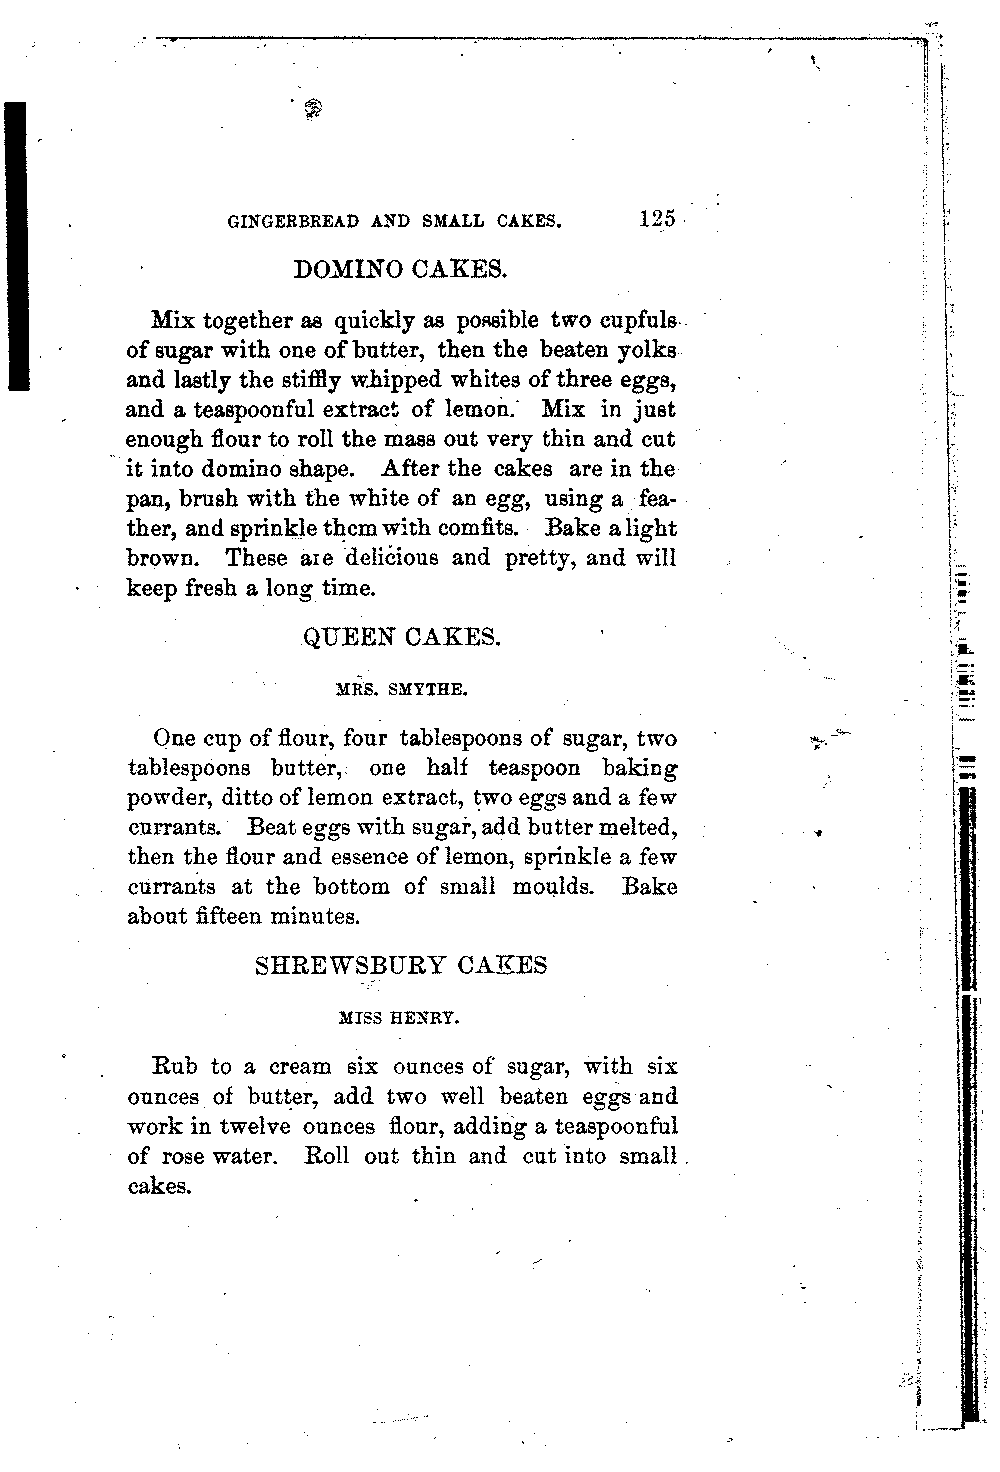 GINGERBREAD AND SMALL CAKES. 125
DOMINO CAKES.
Mix together as quickly as possible two cupfuls
of sugar with one of butter, then the beaten yolks
and lastly the stiffly whipped whites of three eggs,
and a teaspoonful extract of lemon. Mix in just
enough flour to roll the mass out very thin and cut
it into domino shape. After the cakes are in the
pan, brush with the white of an egg, using a fea-
ther, and sprinkle them with comfits. Bake a light
brown. These are delicious and pretty, and will
keep fresh a long time.
QUEEN CAKES.
MRS. SMYTHE.
One cup of flour, four tablespoons of sugar, two
tablespoons butter, one half teaspoon baking
powder, ditto of lemon extract, two eggs and a few
currants. Beat eggs with sugar, add butter melted,
then the flour and essence of lemon, sprinkle a few
currants at the bottom of small moulds. Bake
about fifteen minutes.
SHREWSBURY CAKES
MISS HENRY.
Rub to a cream six ounces of sugar, with six
ounces of butter, add two well beaten eggs and
work in twelve ounces flour, adding a teaspoonful
of rose water. Roll out thin and cut into small
cakes.